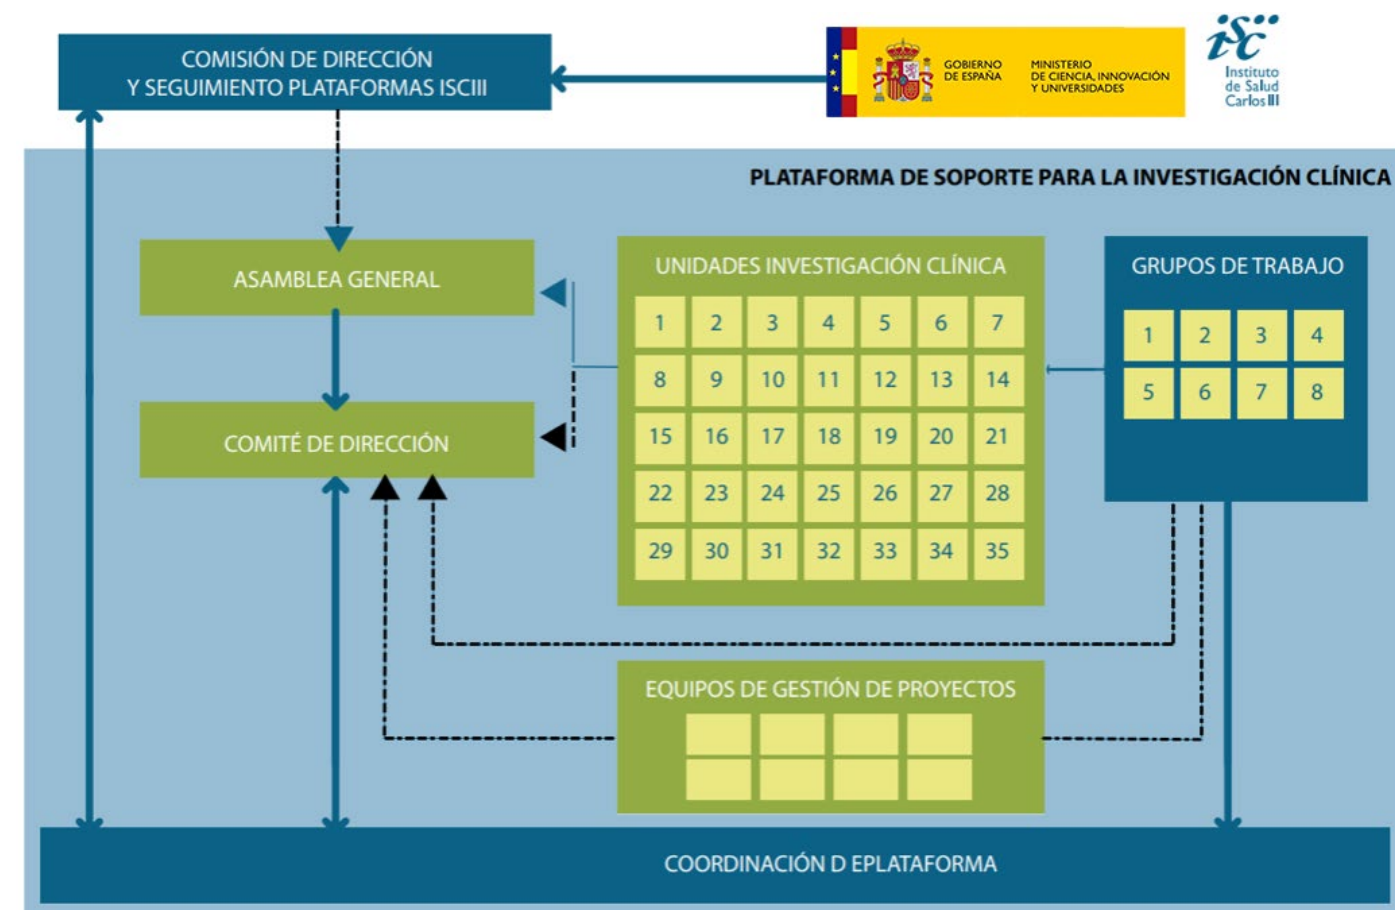 COMISIÓN DE DIRECCIÓN
Y SEGUIMIENTO PLATAFORMAS ISCIII
GOBIERNO
DE ESPAÑA
MINISTERIO
DE CIENCIA, INNOVACIÓN
Y UNIVERSIDADES
isc
Instituto
de Salud
Carlos III
PLATAFORMA DE SOPORTE PARA LA INVESTIGACIÓN CLÍNICA
ASAMBLEA GENERAL
COMITÉ DE DIRECCIÓN
UNIDADES INVESTIGACIÓN CLÍNICA
1 2 3 4 5 6 7
8 9 10 11 12 13 14
15 16 17 18 19 20 21
22 23 24 25 26 27 28
29 30 31 32 33 34 35
GRUPOS DE TRABAJO
1 2 3 4
5 6 7 8
EQUIPOS DE GESTIÓN DE PROYECTOS
COORDINACIÓN D EPLATAFORMA